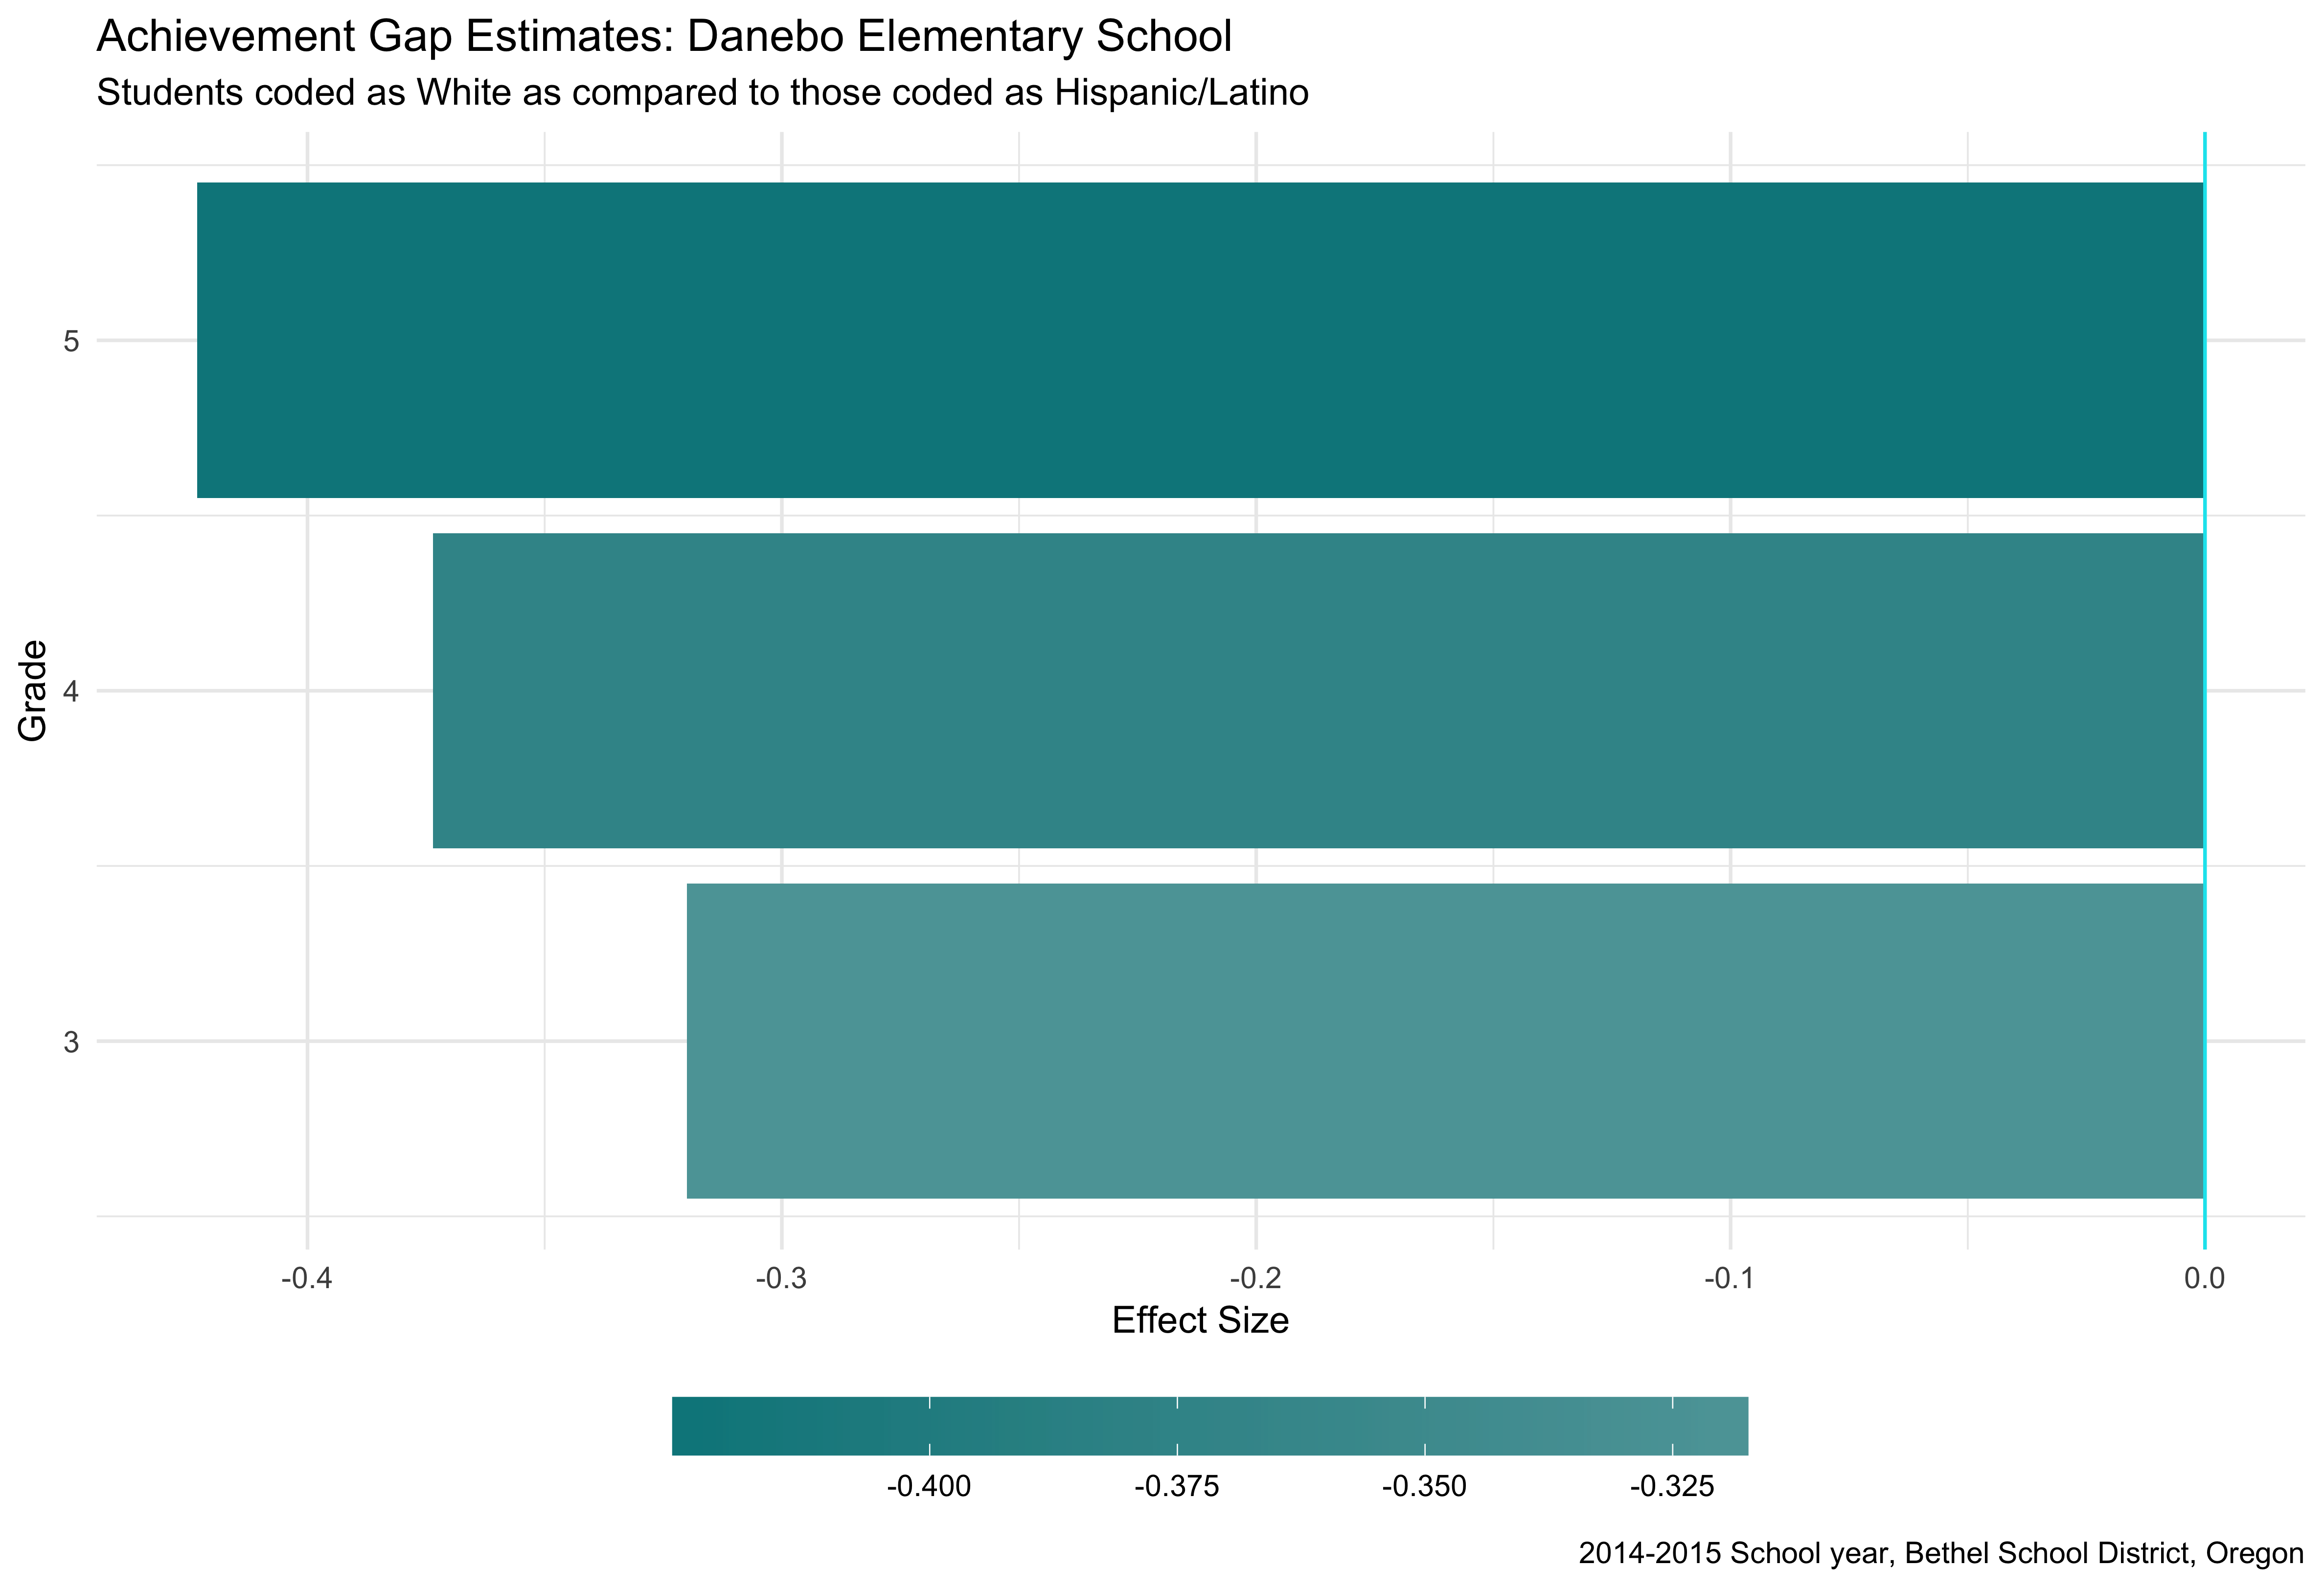 Achievement Gap Estimates: Danebo Elementary School
Students coded as White as compared to those coded as Hispanic/Latino
Grade
5
4
3
-0.4 -0.3 -0.2 -0.1 0.0
Effect Size
-0.400 -0.375 -0.350 -0.325
2014-2015 School year, Bethel School District, Oregon